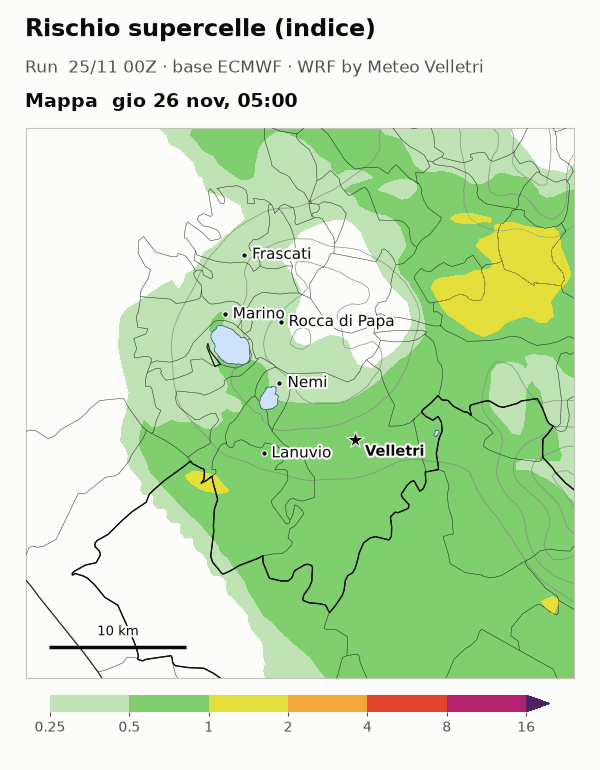 Rischio supercelle (indice)
Run 25/11 00Z · base ECMWF · WRF by Meteo Velletri
Mappa gio 26 nov, 05:00
Frascati
Marino
Rocca di Papa
Nemi
Velletri
Lanuvio
10 km
0.25 0.5 1 2 4 8 16